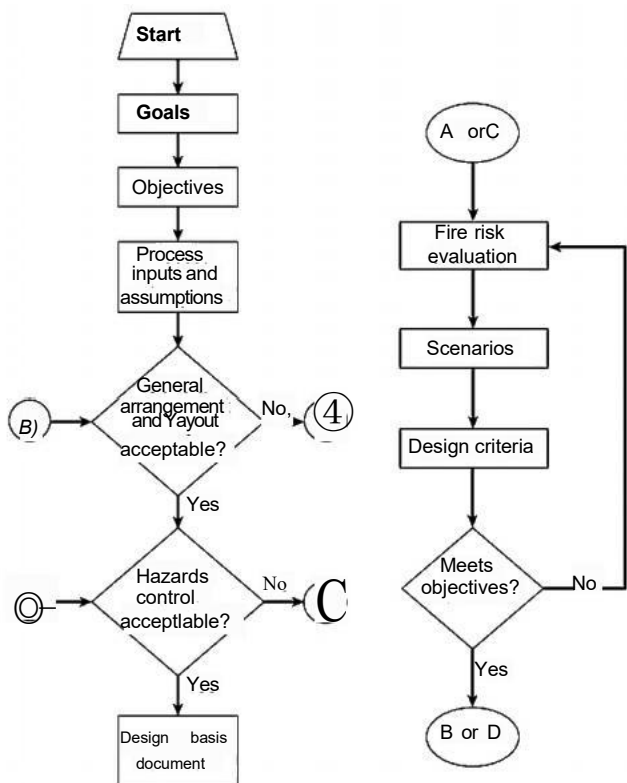 Start
Goals
Objectives
Process
inputs and
assumptions
General
arrangement
and Yayout
acceptable?
B)
No,
④
Yes
Hazards
control
acceptlable?
No
C
Yes
Design basis
document
A orC
Fire risk
evaluation
Scenarios
Design criteria
Meets
objectives?
No
Yes
B or D